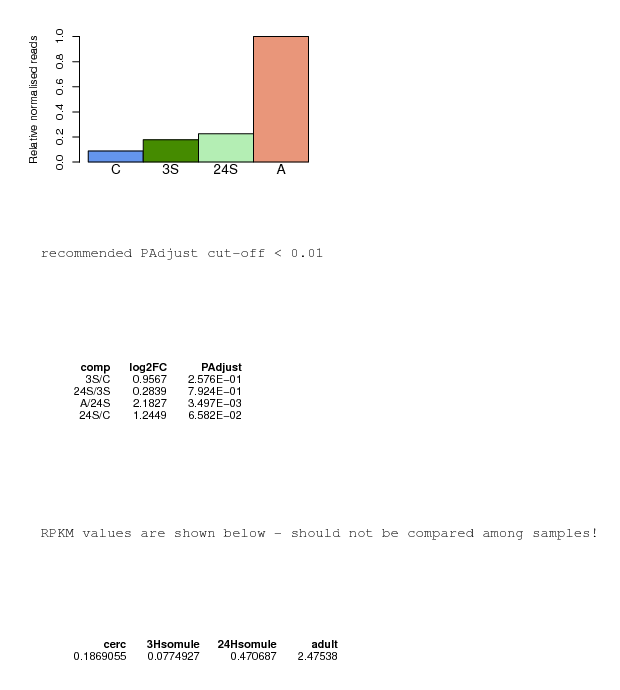 Relative normalised reads
1.0
0.8
0.6
0.4
0.2
0.0
C 3S 24S A
recommended PAdjust cut-off < 0.01
comp log2FC PAdjust
3S/C 0.9567 2.576E-01
24S/3S 0.2839 7.924E-01
A/24S 2.1827 3.497E-03
24S/C 1.2449 6.582E-02
RPKM values are shown below - should not be compared among samples!
cerc 3Hsomule 24Hsomule adult
0.1869055 0.0774927 0.470687 2.47538